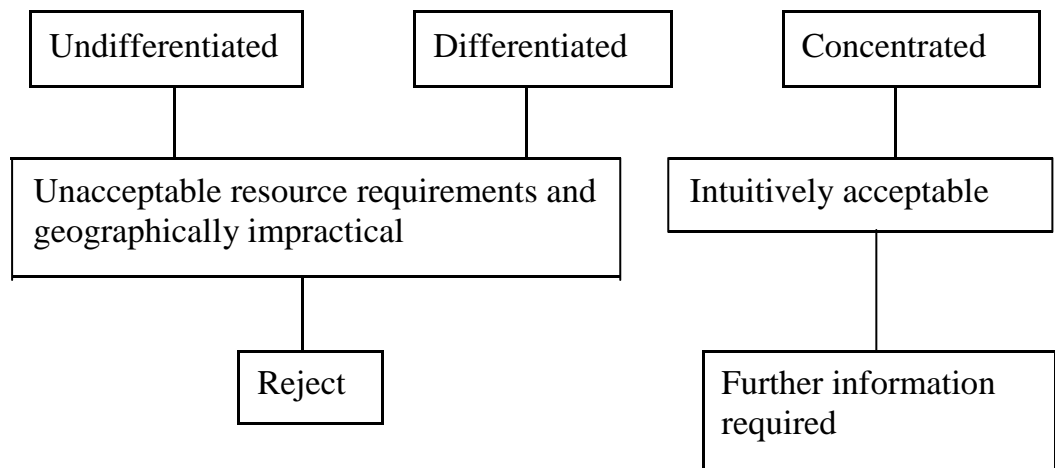 Undifferentiated
Differentiated
Concentrated
Unacceptable resource requirements and
geographically impractical
Intuitively acceptable
Reject
Further information
required